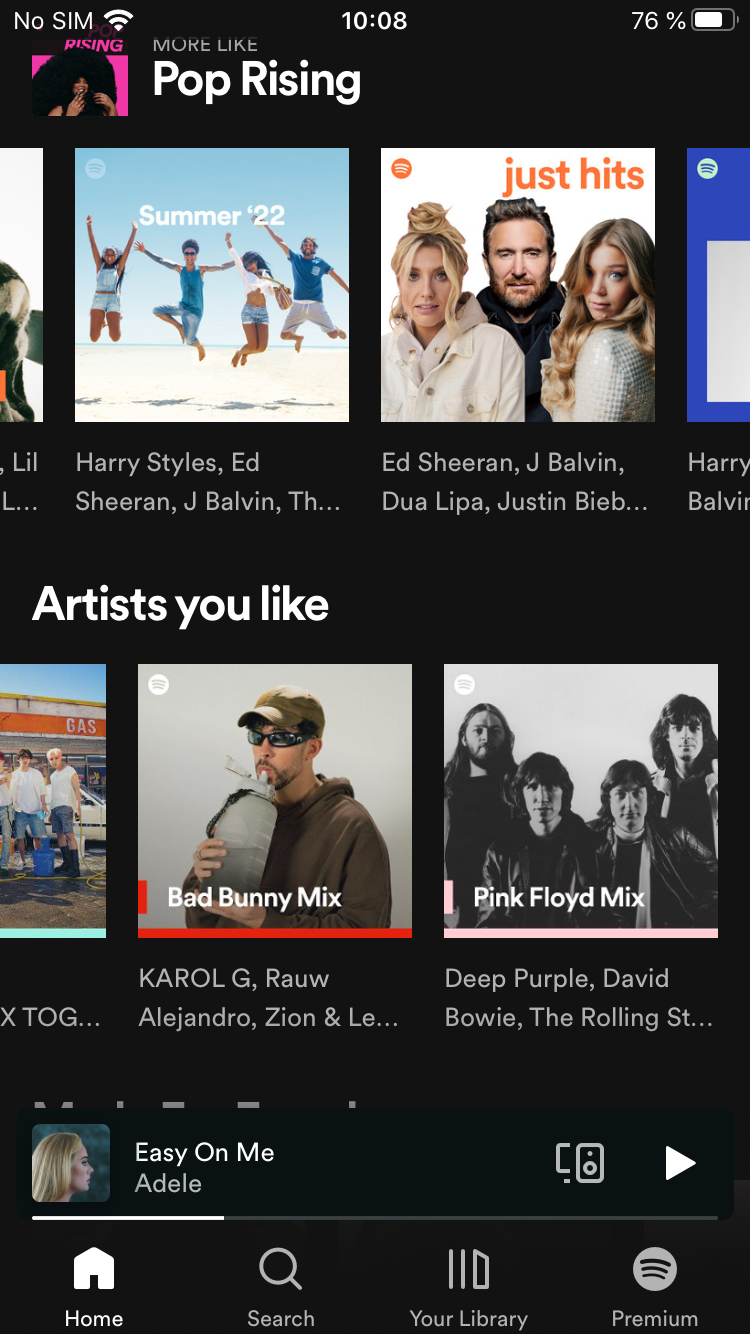 No SIM 10:08 76 %
POP
RISING
MORE LIKE
Pop Rising
Summer ‘22
just hits
, Lil
L...
Harry Styles, Ed
Sheeran, J Balvin, Th...
Ed Sheeran, J Balvin,
Dua Lipa, Justin Bieb...
Harry
Balvin
Artists you like
GAS
Bad Bunny Mix
Pink Floyd Mix
X TOG...
KAROL G, Rauw
Alejandro, Zion & Le...
Deep Purple, David
Bowie, The Rolling St...
Easy On Me
Adele
Home
Search
Your Library
Premium